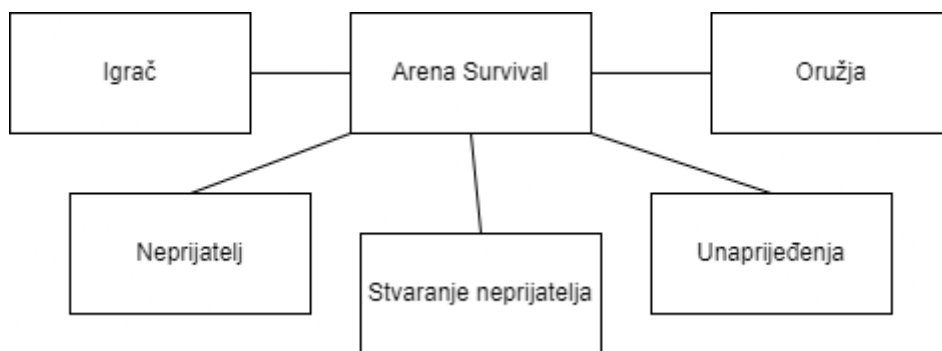 Igrač
Arena Survival
Oružja
Neprijatelj
Stvaranje neprijatelja
Unaprijeđenja